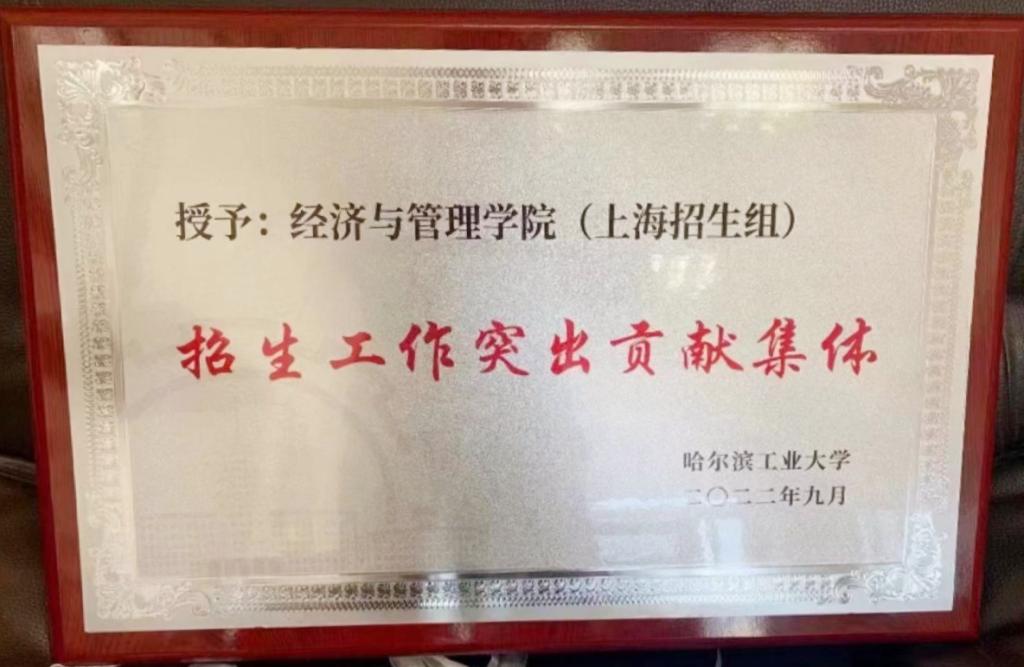 授予：经济与管理学院（上海招生组）
招生工作突出贡献集体
哈尔滨工业大学
二〇二二年九月